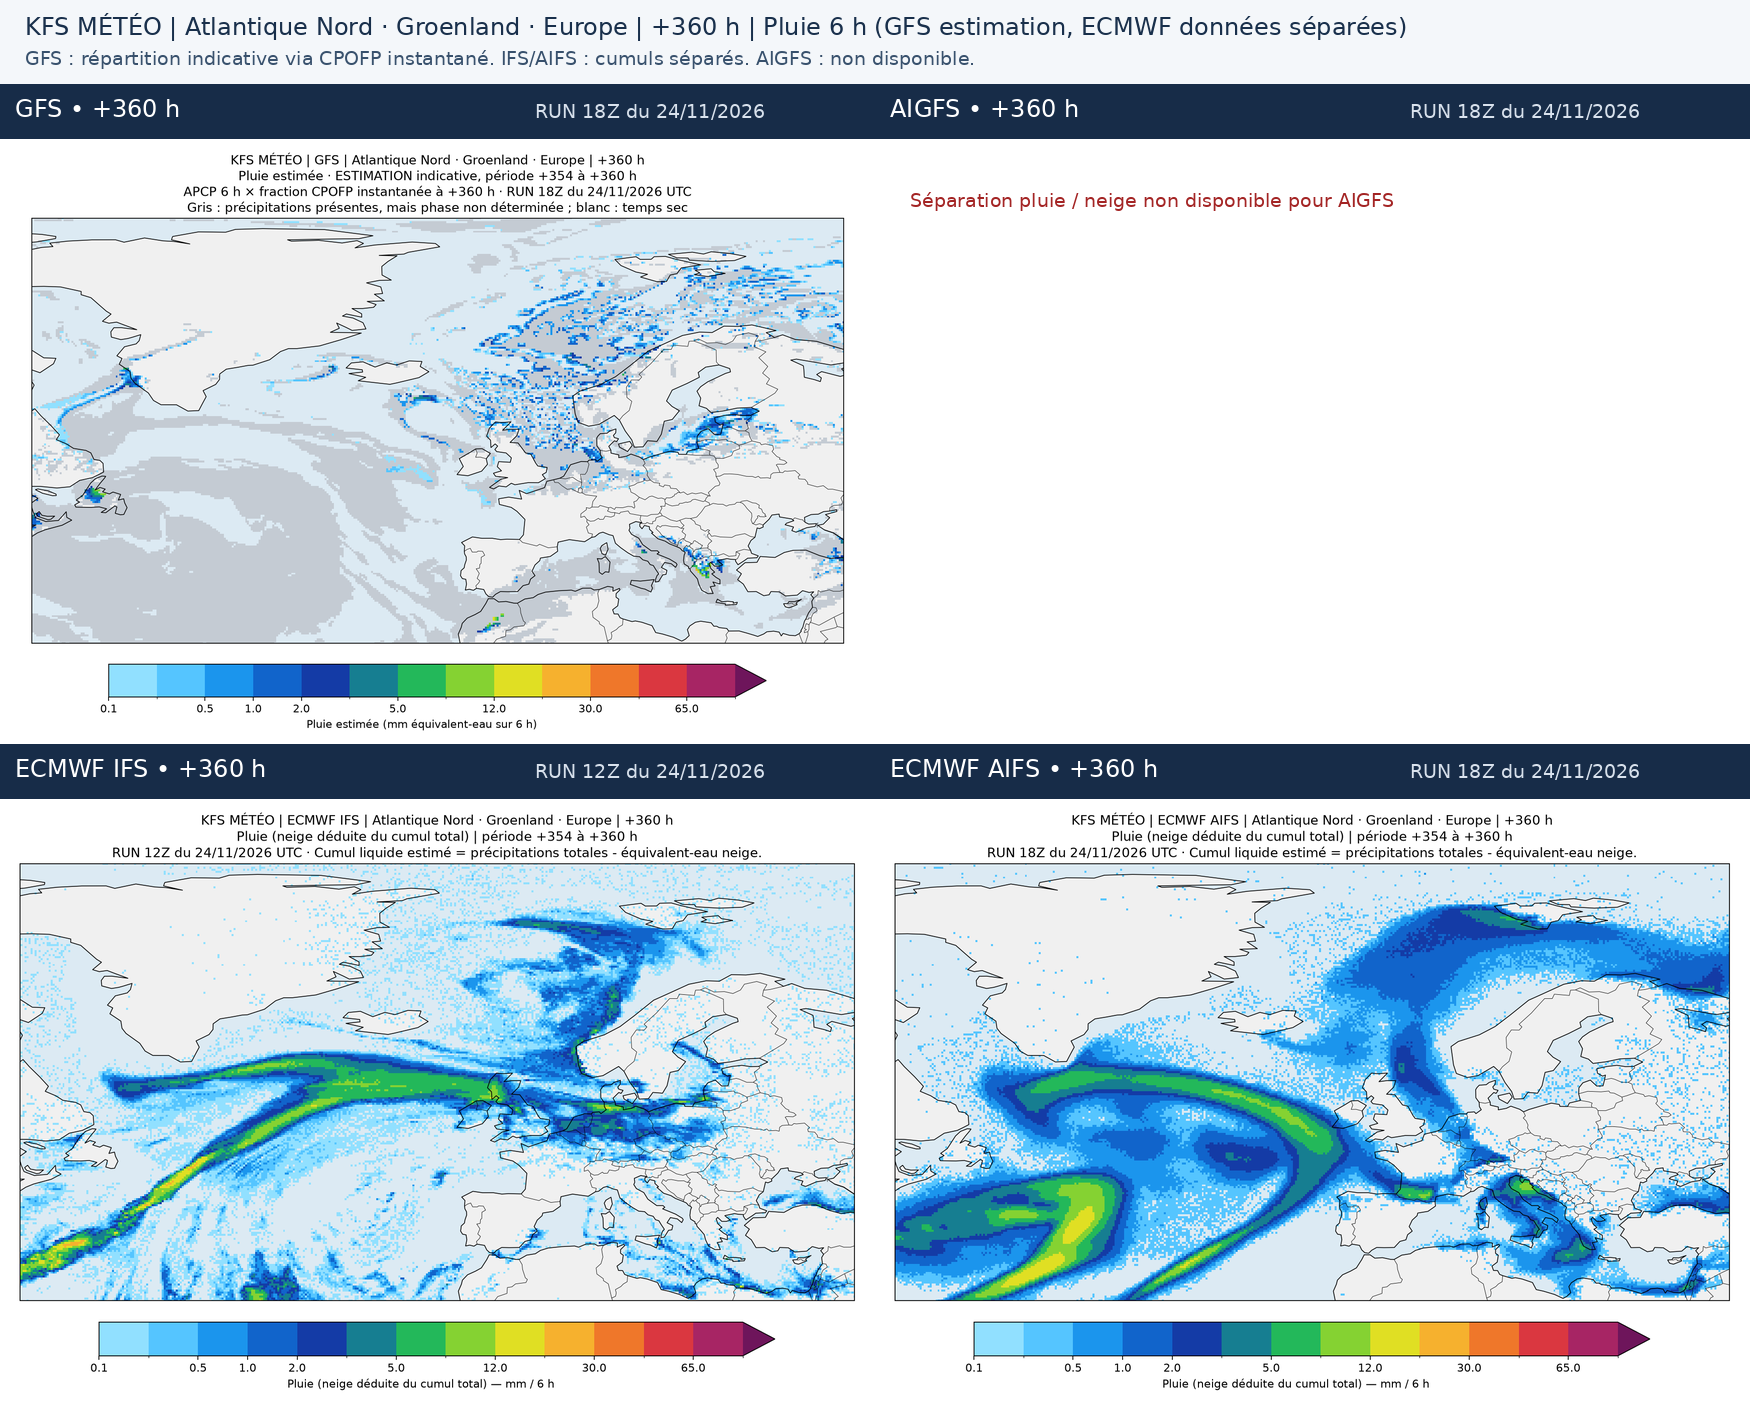 KFS MÉTÉO | Atlantique Nord · Groenland · Europe | +360 h | Pluie 6 h (GFS estimation, ECMWF données séparées)
GFS : répartition indicative via CPOFP instantané. IFS/AIFS : cumuls séparés. AIGFS : non disponible.
GFS • +360 h
RUN 18Z du 24/11/2026
KFS MÉTÉO | GFS | Atlantique Nord · Groenland · Europe | +360 h
Pluie estimée · ESTIMATION indicative, période +354 à +360 h
APCP 6 h × fraction CPOFP instantanée à +360 h · RUN 18Z du 24/11/2026 UTC
Gris : précipitations présentes, mais phase non déterminée ; blanc : temps sec
0.1 0.5 1.0 2.0 5.0 12.0 30.0 65.0
Pluie estimée (mm équivalent-eau sur 6 h)
AIGFS • +360 h
RUN 18Z du 24/11/2026
Séparation pluie / neige non disponible pour AIGFS
ECMWF IFS • +360 h
RUN 12Z du 24/11/2026
KFS MÉTÉO | ECMWF IFS | Atlantique Nord · Groenland · Europe | +360 h
Pluie (neige déduite du cumul total) | période +354 à +360 h
RUN 12Z du 24/11/2026 UTC · Cumul liquide estimé = précipitations totales - équivalent-eau neige.
0.1 0.5 1.0 2.0 5.0 12.0 30.0 65.0
Pluie (neige déduite du cumul total) — mm / 6 h
ECMWF AIFS • +360 h
RUN 18Z du 24/11/2026
KFS MÉTÉO | ECMWF AIFS | Atlantique Nord · Groenland · Europe | +360 h
Pluie (neige déduite du cumul total) | période +354 à +360 h
RUN 18Z du 24/11/2026 UTC · Cumul liquide estimé = précipitations totales - équivalent-eau neige.
0.1 0.5 1.0 2.0 5.0 12.0 30.0 65.0
Pluie (neige déduite du cumul total) — mm / 6 h